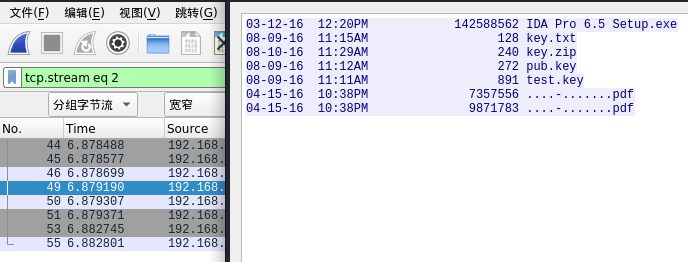 文件(F) 编辑(E) 视图(V) 跳转(G)
tcp.stream eq 2
分组字节流 宽窄
No. Time Source
44 6.878488 192.168.
45 6.878577 192.168.
46 6.878699 192.168.
49 6.879190 192.168.
50 6.879307 192.168.
51 6.879371 192.168.
53 6.882745 192.168.
55 6.882801 192.168.
03-12-16 12:20PM 142588562 IDA Pro 6.5 Setup.exe
08-09-16 11:15AM 128 key.txt
08-10-16 11:29AM 240 key.zip
08-09-16 11:12AM 272 pub.key
08-09-16 11:11AM 891 test.key
04-15-16 10:38PM 7357556 ....-.......pdf
04-15-16 10:38PM 9871783 ....-.......pdf